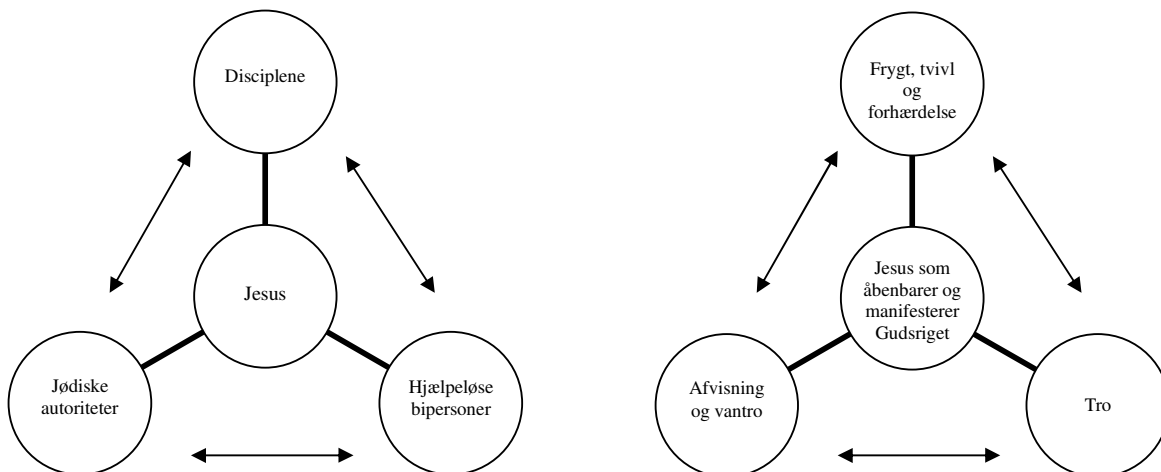 Disciplene
Jesus
Jødiske
autoriteter
Hjælpeløse
bipersoner
Frygt, tvivl
og
forhærdelse
Jesus som
åbenbarer og
manifesterer
Gudsriget
Afvisning
og vantro
Tro